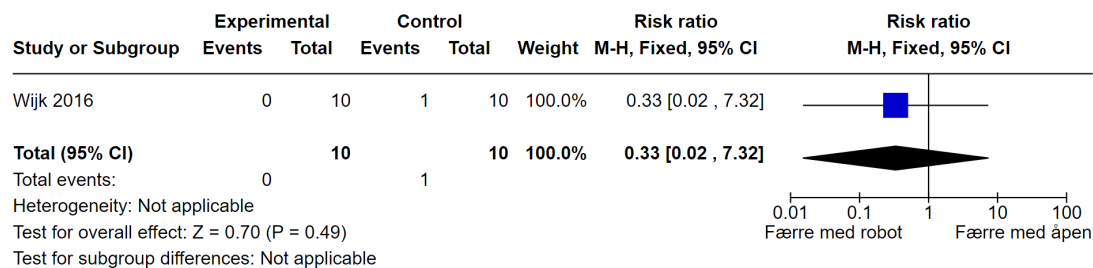 Experimental Control Risk ratio Risk ratio
Study or Subgroup Events Total Events Total Weight M-H, Fixed, 95% CI M-H, Fixed, 95% CI
Wijk 2016 0 10 1 10 100.0% 0.33 [0.02 , 7.32]
Total (95% CI) 10 10 100.0% 0.33 [0.02 , 7.32]
Total events: 0 1
Heterogeneity: Not applicable
Test for overall effect: Z = 0.70 (P = 0.49)
Test for subgroup differences: Not applicable
0.01 0.1 1 10 100
Færre med robot Færre med åpen